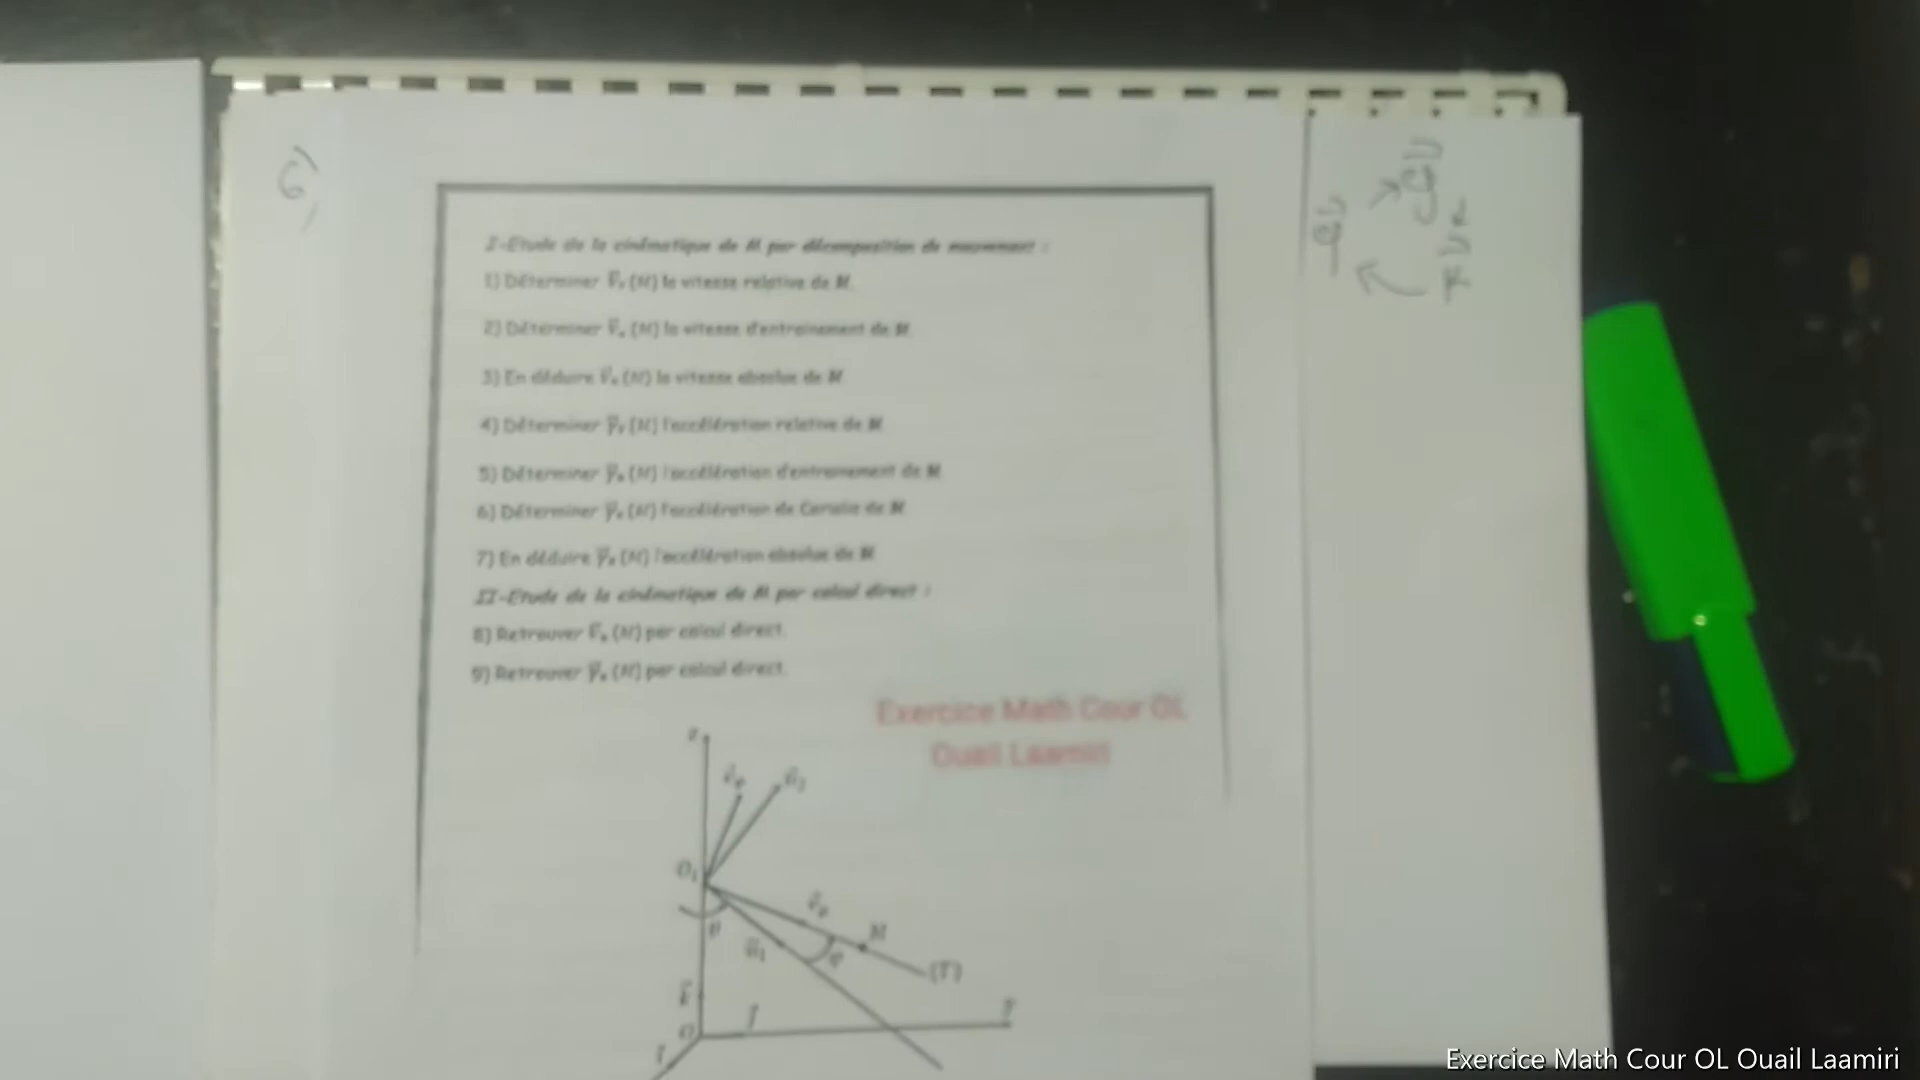 6)
I-Etude de la cinématique de M par décomposition de mouvement :
1) Déterminer V⃗r (M) la vitesse relative de M.
2) Déterminer V⃗e (M) la vitesse d'entrainement de M.
3) En déduire V⃗a (M) la vitesse absolue de M
4) Déterminer γ⃗r (M) l'accélération relative de M
5) Déterminer γ⃗e (M) l'accélération d'entrainement de M.
6) Déterminer γ⃗c (M) l'accélération de Coriolis de M
7) En déduire γ⃗a (M) l'accélération absolue de M
II-Etude de la cinématique de M par calcul direct :
8) Retrouver V⃗a (M) par calcul direct.
9) Retrouver γ⃗a (M) par calcul direct.
Exercice Math Cour OL
Ouail Laamiri
z
e⃗φ
u⃗2
O1
e⃗ρ
M
θ
u⃗1
φ
(T)
k⃗
j⃗
y
O
i⃗
Exercice Math Cour OL Ouail Laamiri